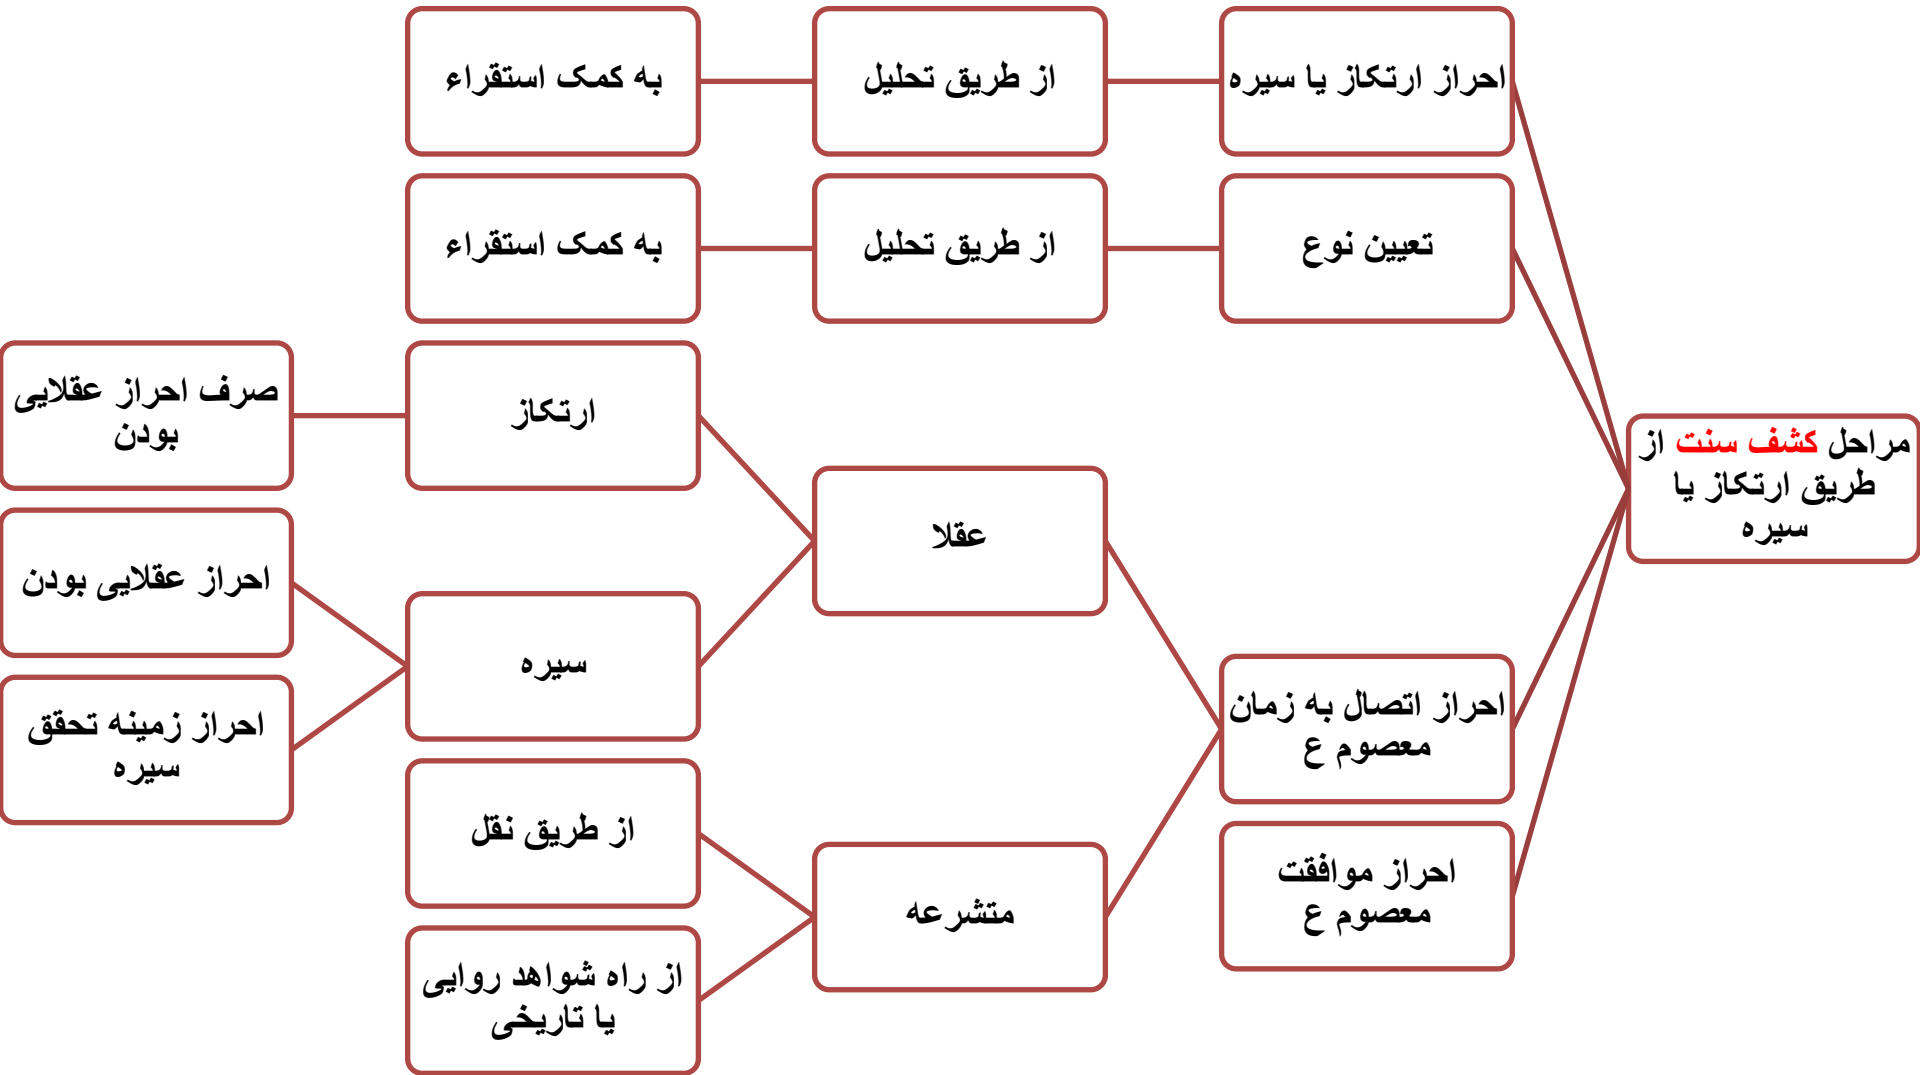 مراحل کشف سنت از
طریق ارتکاز یا
سیره
احراز ارتکاز یا سیره
از طریق تحلیل
به کمک استقراء
تعیین نوع
از طریق تحلیل
به کمک استقراء
احراز اتصال به زمان
معصوم ع
عقلا
ارتکاز
صرف احراز عقلایی
بودن
سیره
احراز عقلایی بودن
احراز زمینه تحقق
سیره
متشرعه
از طریق نقل
از راه شواهد روایی
یا تاریخی
احراز موافقت
معصوم ع